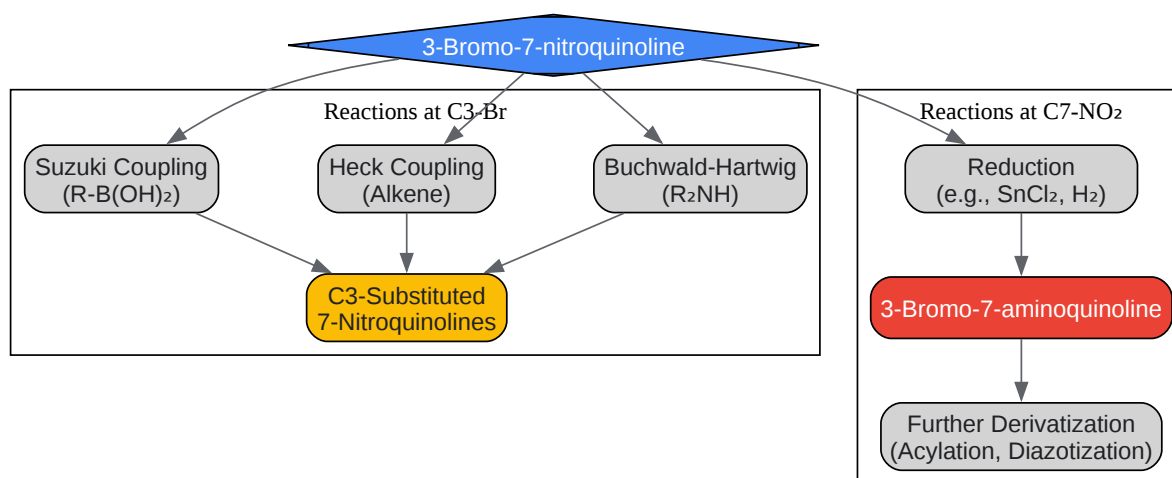 3-Bromo-7-nitroquinoline
Reactions at C3-Br
Reactions at C7-NO₂
Suzuki Coupling
(R-B(OH)₂)
Heck Coupling
(Alkene)
Buchwald-Hartwig
(R₂NH)
Reduction
(e.g., SnCl₂, H₂)
C3-Substituted
7-Nitroquinolines
3-Bromo-7-aminoquinoline
Further Derivatization
(Acylation, Diazotization)